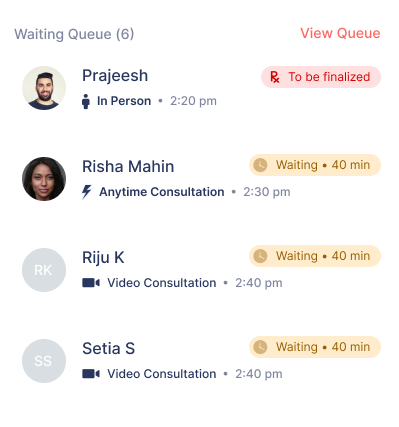 Waiting Queue (6)
View Queue
Prajeesh
℞ To be finalized
In Person • 2:20 pm
Risha Mahin
Waiting • 40 min
Anytime Consultation • 2:30 pm
RK
Riju K
Waiting • 40 min
Video Consultation • 2:40 pm
SS
Setia S
Waiting • 40 min
Video Consultation • 2:40 pm